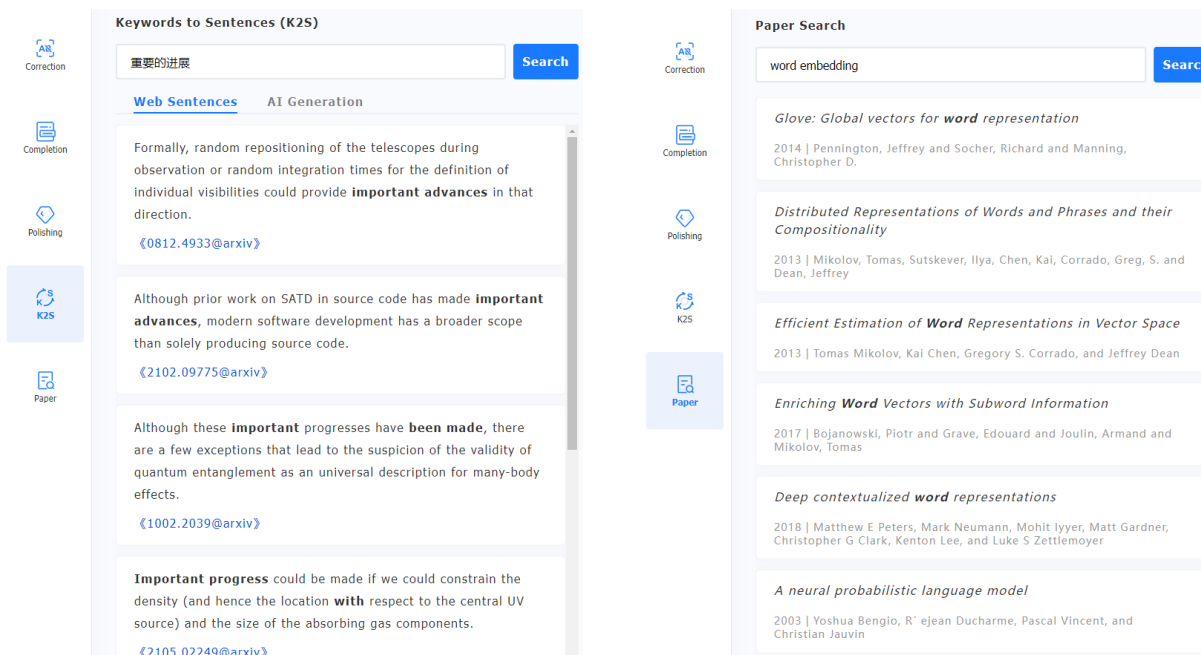 Keywords to Sentences (K2S)
Correction
重要的进展
Search
Web Sentences
AI Generation
Completion
Formally, random repositioning of the telescopes during
observation or random integration times for the definition of
individual visibilities could provide important advances in that
direction.
《0812.4933@arxiv》
Polishing
K2S
Although prior work on SATD in source code has made important
advances, modern software development has a broader scope
than solely producing source code.
《2102.09775@arxiv》
Paper
Although these important progresses have been made, there
are a few exceptions that lead to the suspicion of the validity of
quantum entanglement as an universal description for many-body
effects.
《1002.2039@arxiv》
Important progress could be made if we could constrain the
density (and hence the location with respect to the central UV
source) and the size of the absorbing gas components.
《2105.02249@arxiv》
Paper Search
Correction
word embedding
Searc
Completion
Glove: Global vectors for word representation
2014 | Pennington, Jeffrey and Socher, Richard and Manning,
Christopher D.
Polishing
Distributed Representations of Words and Phrases and their
Compositionality
2013 | Mikolov, Tomas, Sutskever, Ilya, Chen, Kai, Corrado, Greg, S. and
Dean, Jeffrey
K2S
Efficient Estimation of Word Representations in Vector Space
2013 | Tomas Mikolov, Kai Chen, Gregory S. Corrado, and Jeffrey Dean
Paper
Enriching Word Vectors with Subword Information
2017 | Bojanowski, Piotr and Grave, Edouard and Joulin, Armand and
Mikolov, Tomas
Deep contextualized word representations
2018 | Matthew E Peters, Mark Neumann, Mohit Iyyer, Matt Gardner,
Christopher G Clark, Kenton Lee, and Luke S Zettlemoyer
A neural probabilistic language model
2003 | Yoshua Bengio, R´ ejean Ducharme, Pascal Vincent, and
Christian Jauvin